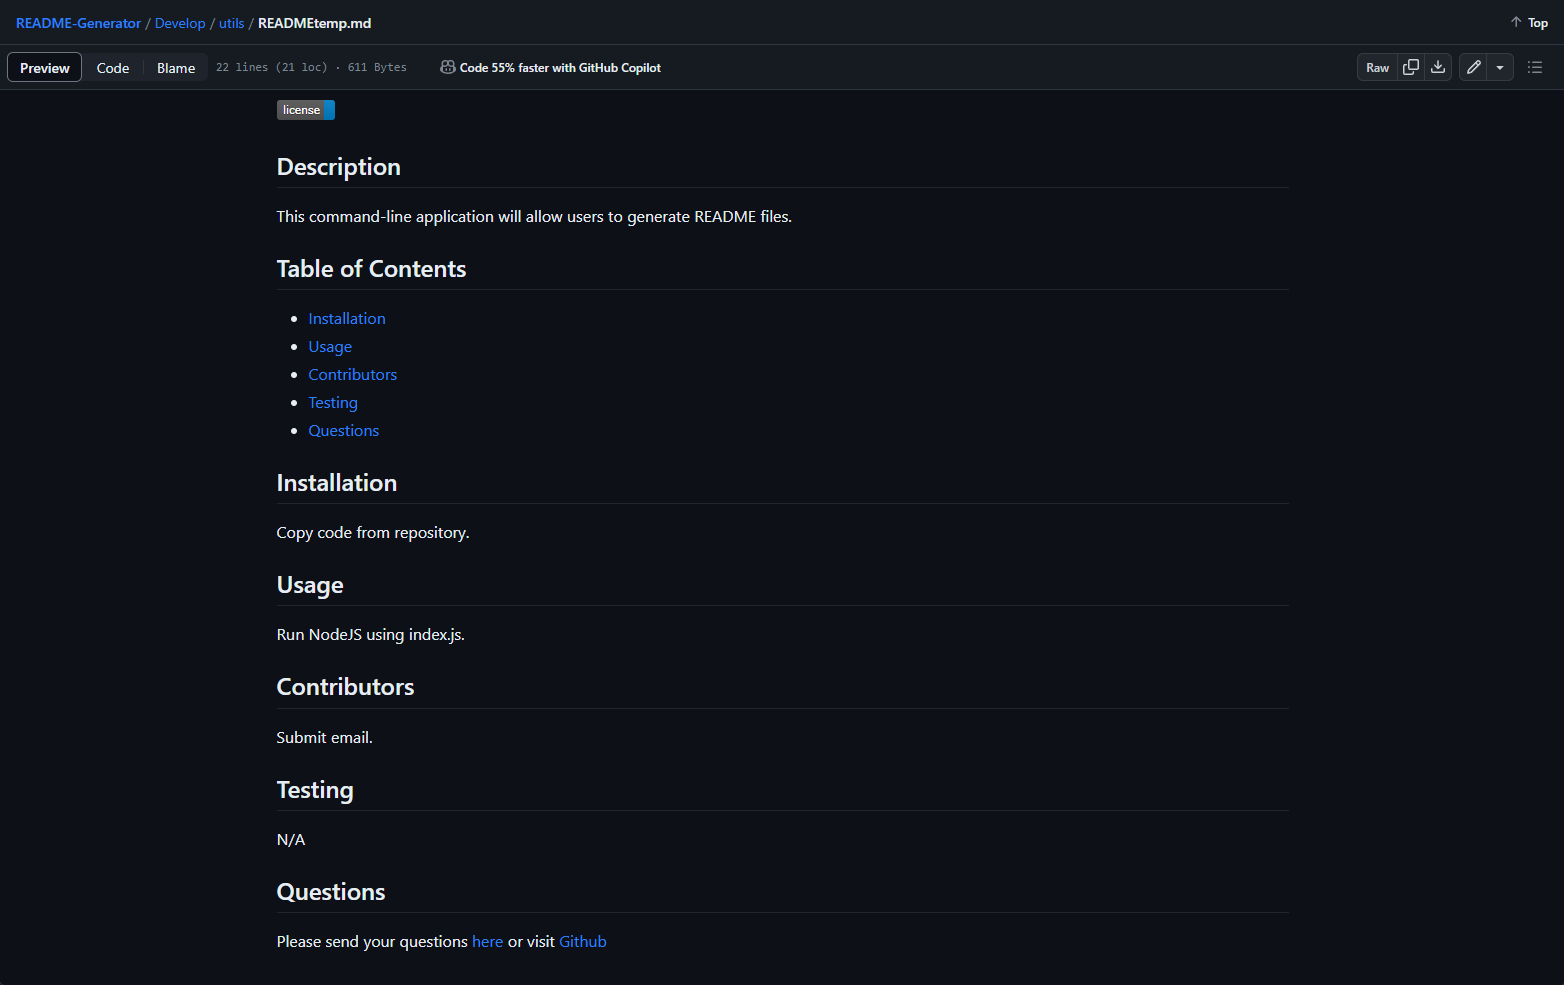 README-Generator / Develop / utils / READMEtemp.md
Top
Preview Code Blame 22 lines (21 loc) · 611 Bytes Code 55% faster with GitHub Copilot Raw
license
Description
This command-line application will allow users to generate README files.
Table of Contents
Installation
Usage
Contributors
Testing
Questions
Installation
Copy code from repository.
Usage
Run NodeJS using index.js.
Contributors
Submit email.
Testing
N/A
Questions
Please send your questions here or visit Github